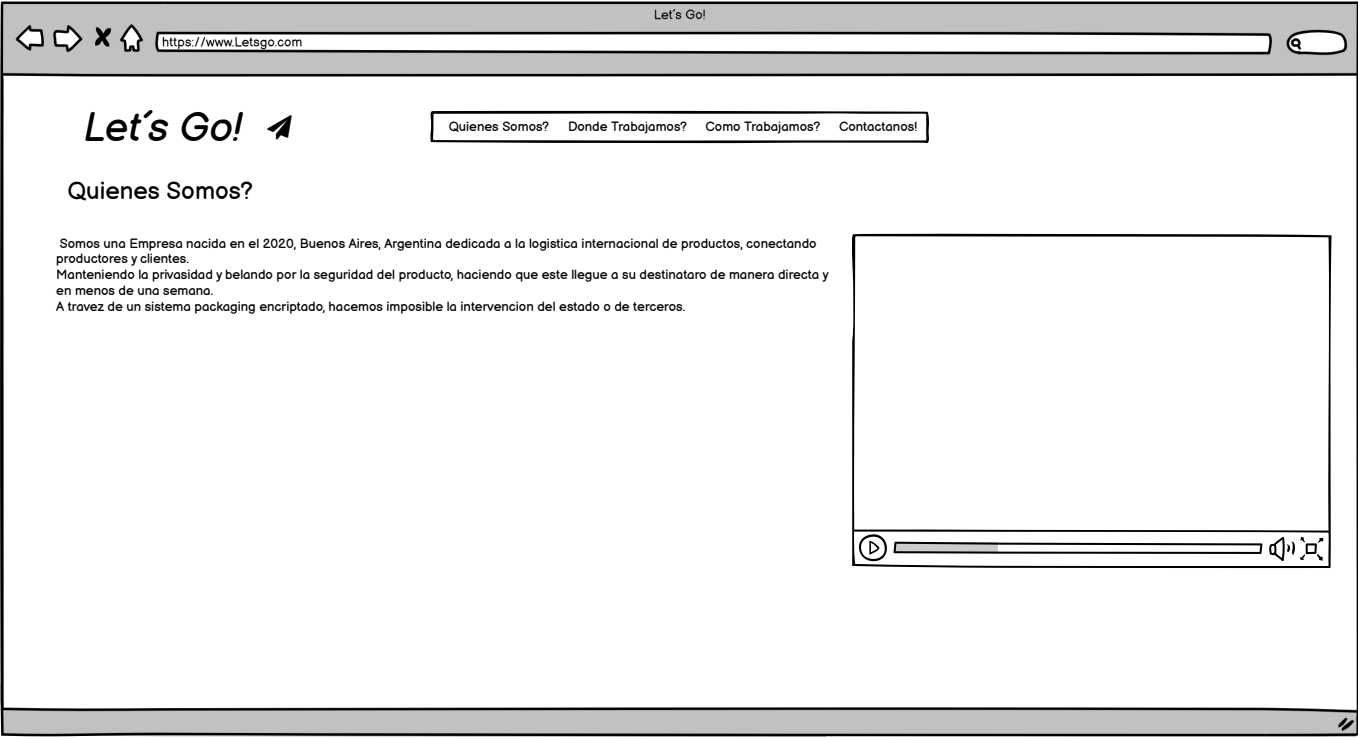 Let´s Go!
https://www.Letsgo.com
Let´s Go!
Quienes Somos? Donde Trabajamos? Como Trabajamos? Contactanos!
Quienes Somos?
Somos una Empresa nacida en el 2020, Buenos Aires, Argentina dedicada a la logistica internacional de productos, conectando
productores y clientes.
Manteniendo la privasidad y belando por la seguridad del producto, haciendo que este llegue a su destinataro de manera directa y
en menos de una semana.
A travez de un sistema packaging encriptado, hacemos imposible la intervencion del estado o de terceros.